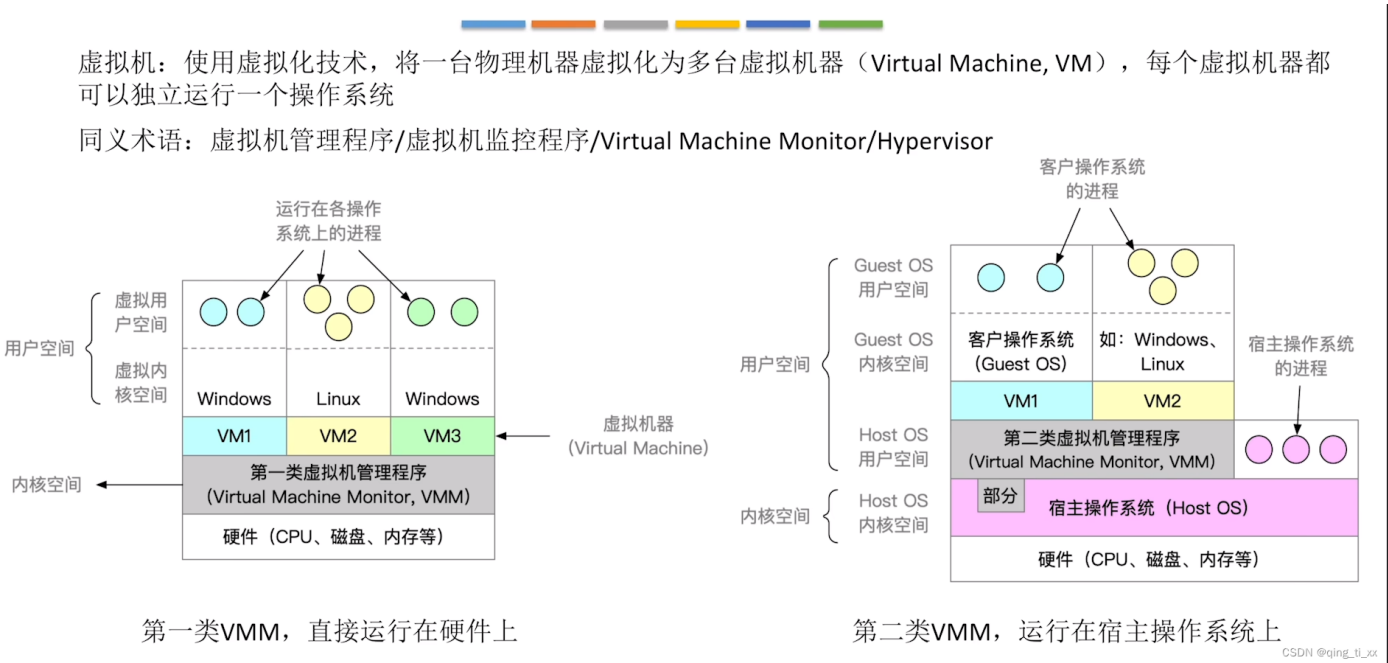 虚拟机：使用虚拟化技术，将一台物理机器虚拟化为多台虚拟机器（Virtual Machine, VM），每个虚拟机器都
可以独立运行一个操作系统
同义术语：虚拟机管理程序/虚拟机监控程序/Virtual Machine Monitor/Hypervisor
运行在各操作
系统上的进程
用户空间
虚拟用
户空间
虚拟内
核空间
Windows
Linux
Windows
VM1
VM2
VM3
虚拟机器
（Virtual Machine）
内核空间
第一类虚拟机管理程序
（Virtual Machine Monitor, VMM）
硬件（CPU、磁盘、内存等）
第一类VMM，直接运行在硬件上
客户操作系统
的进程
Guest OS
用户空间
用户空间
Guest OS
内核空间
客户操作系统
（Guest OS）
如：Windows、
Linux
宿主操作系统
的进程
VM1
VM2
Host OS
用户空间
第二类虚拟机管理程序
（Virtual Machine Monitor, VMM）
内核空间
Host OS
内核空间
部分
宿主操作系统（Host OS）
硬件（CPU、磁盘、内存等）
第二类VMM，运行在宿主操作系统上
CSDN @qing_ti_xx